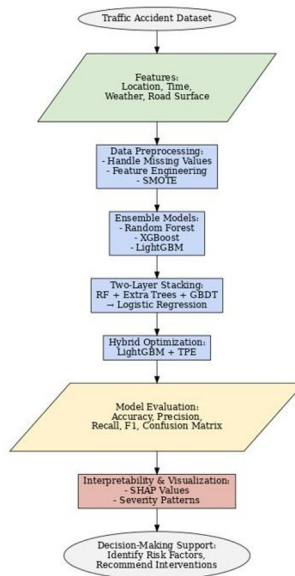 Traffic Accident Dataset
Features:
Location, Time,
Weather, Road Surface
Data Preprocessing:
- Handle Missing Values
- Feature Engineering
- SMOTE
Ensemble Models:
- Random Forest
- XGBoost
- LightGBM
Two-Layer Stacking:
RF + Extra Trees + GBDT
→ Logistic Regression
Hybrid Optimization:
LightGBM + TPE
Model Evaluation:
Accuracy, Precision,
Recall, F1, Confusion Matrix
Interpretability & Visualization:
- SHAP Values
- Severity Patterns
Decision-Making Support:
Identify Risk Factors,
Recommend Interventions